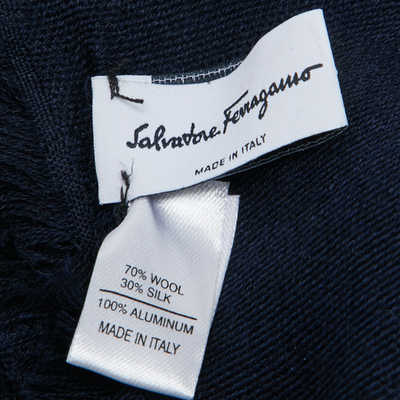 Salvatore Ferragamo
MADE IN ITALY
70% WOOL
30% SILK
100% ALUMINUM
MADE IN ITALY